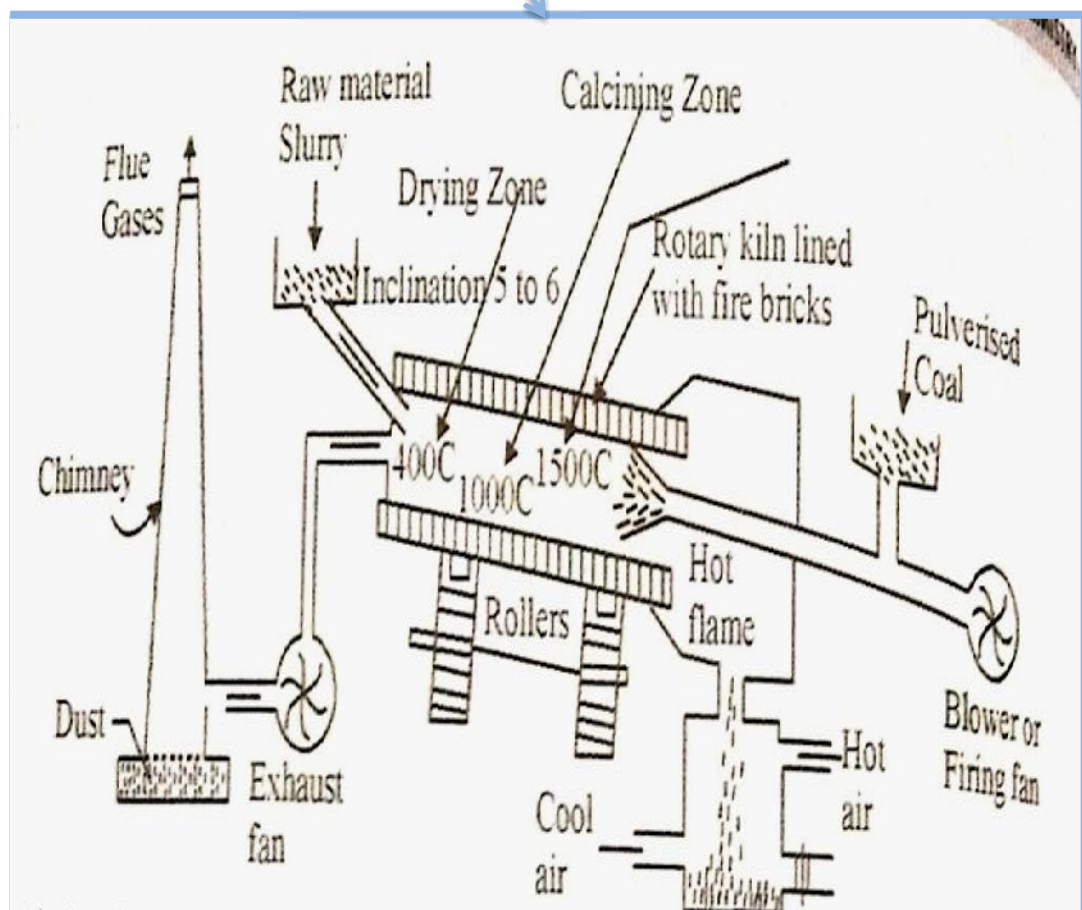 Raw material
Slurry
Calcining Zone
Flue
Gases
Drying Zone
Inclination 5 to 6
Rotary kiln lined
with fire bricks
Pulverised
Coal
400C
1000C
1500C
Chimney
Hot
flame
Rollers
Dust
Exhaust
fan
Blower or
Firing fan
Hot
air
Cool
air